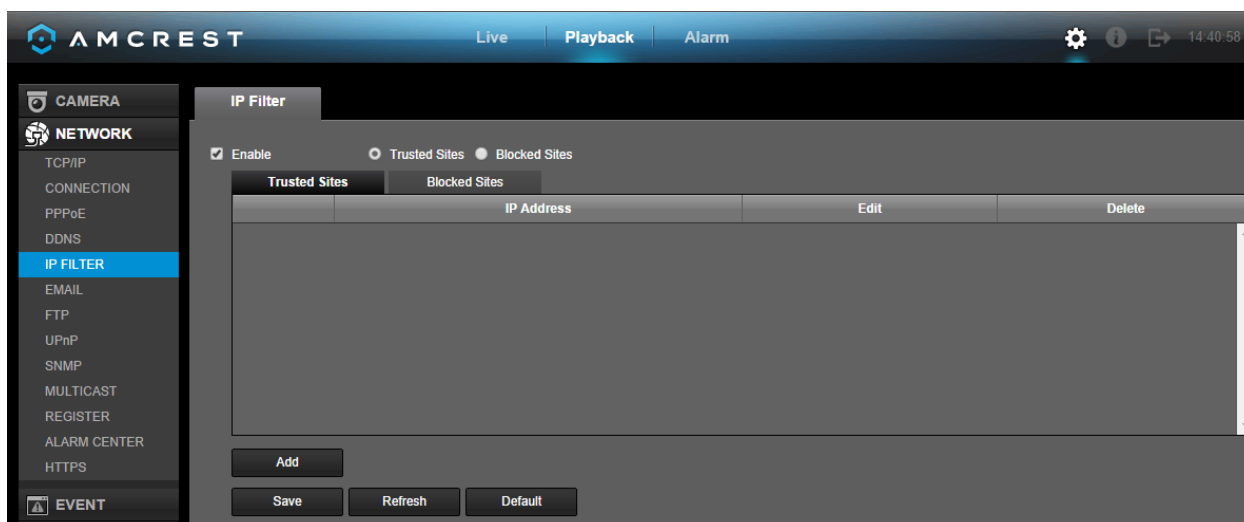 AMCREST Live Playback Alarm 14:40:58
CAMERA
NETWORK
TCP/IP
CONNECTION
PPPoE
DDNS
IP FILTER
EMAIL
FTP
UPnP
SNMP
MULTICAST
REGISTER
ALARM CENTER
HTTPS
EVENT
IP Filter
Enable Trusted Sites Blocked Sites
Trusted Sites Blocked Sites
IP Address Edit Delete
Add
Save Refresh Default